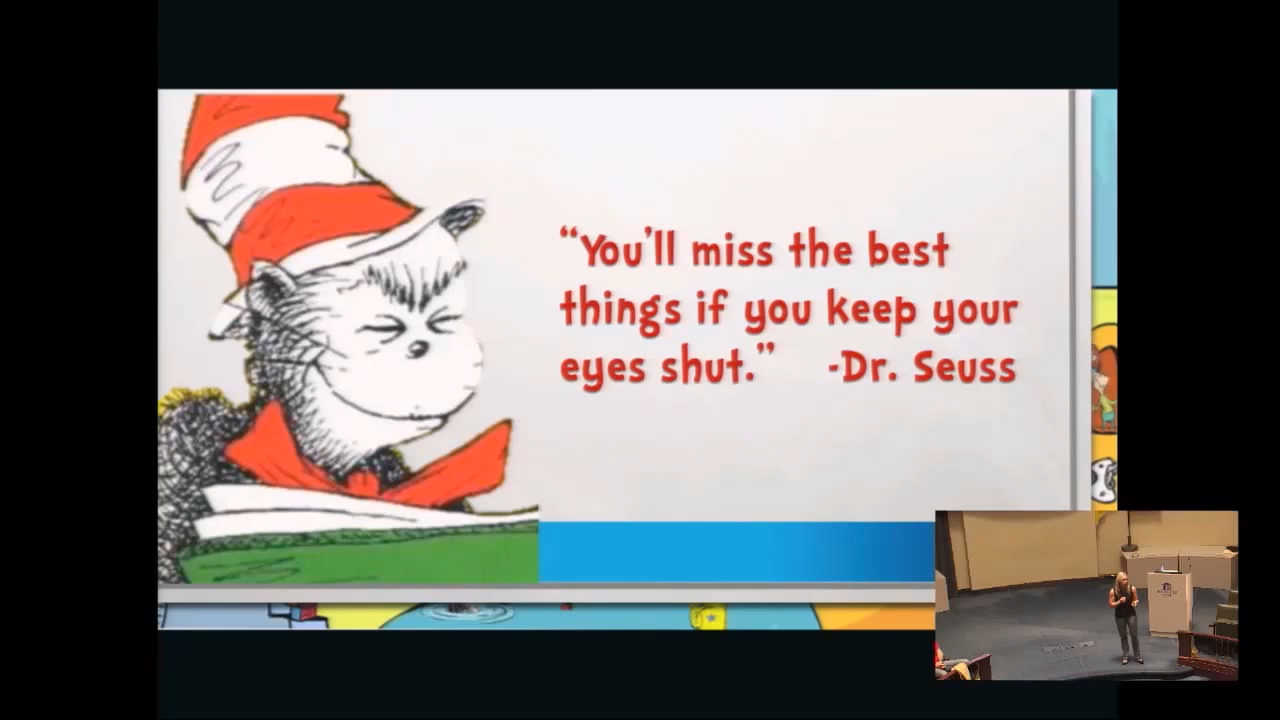 “You’ll miss the best
things if you keep your
eyes shut.” -Dr. Seuss